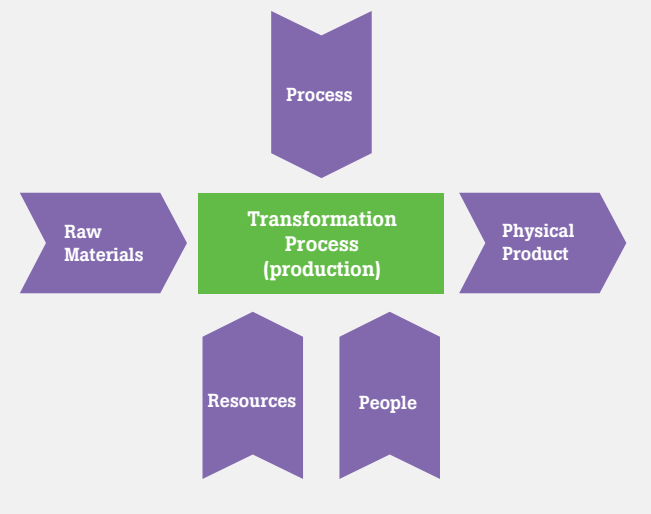 Process
Raw
Materials
Transformation
Process
(production)
Physical
Product
Resources
People